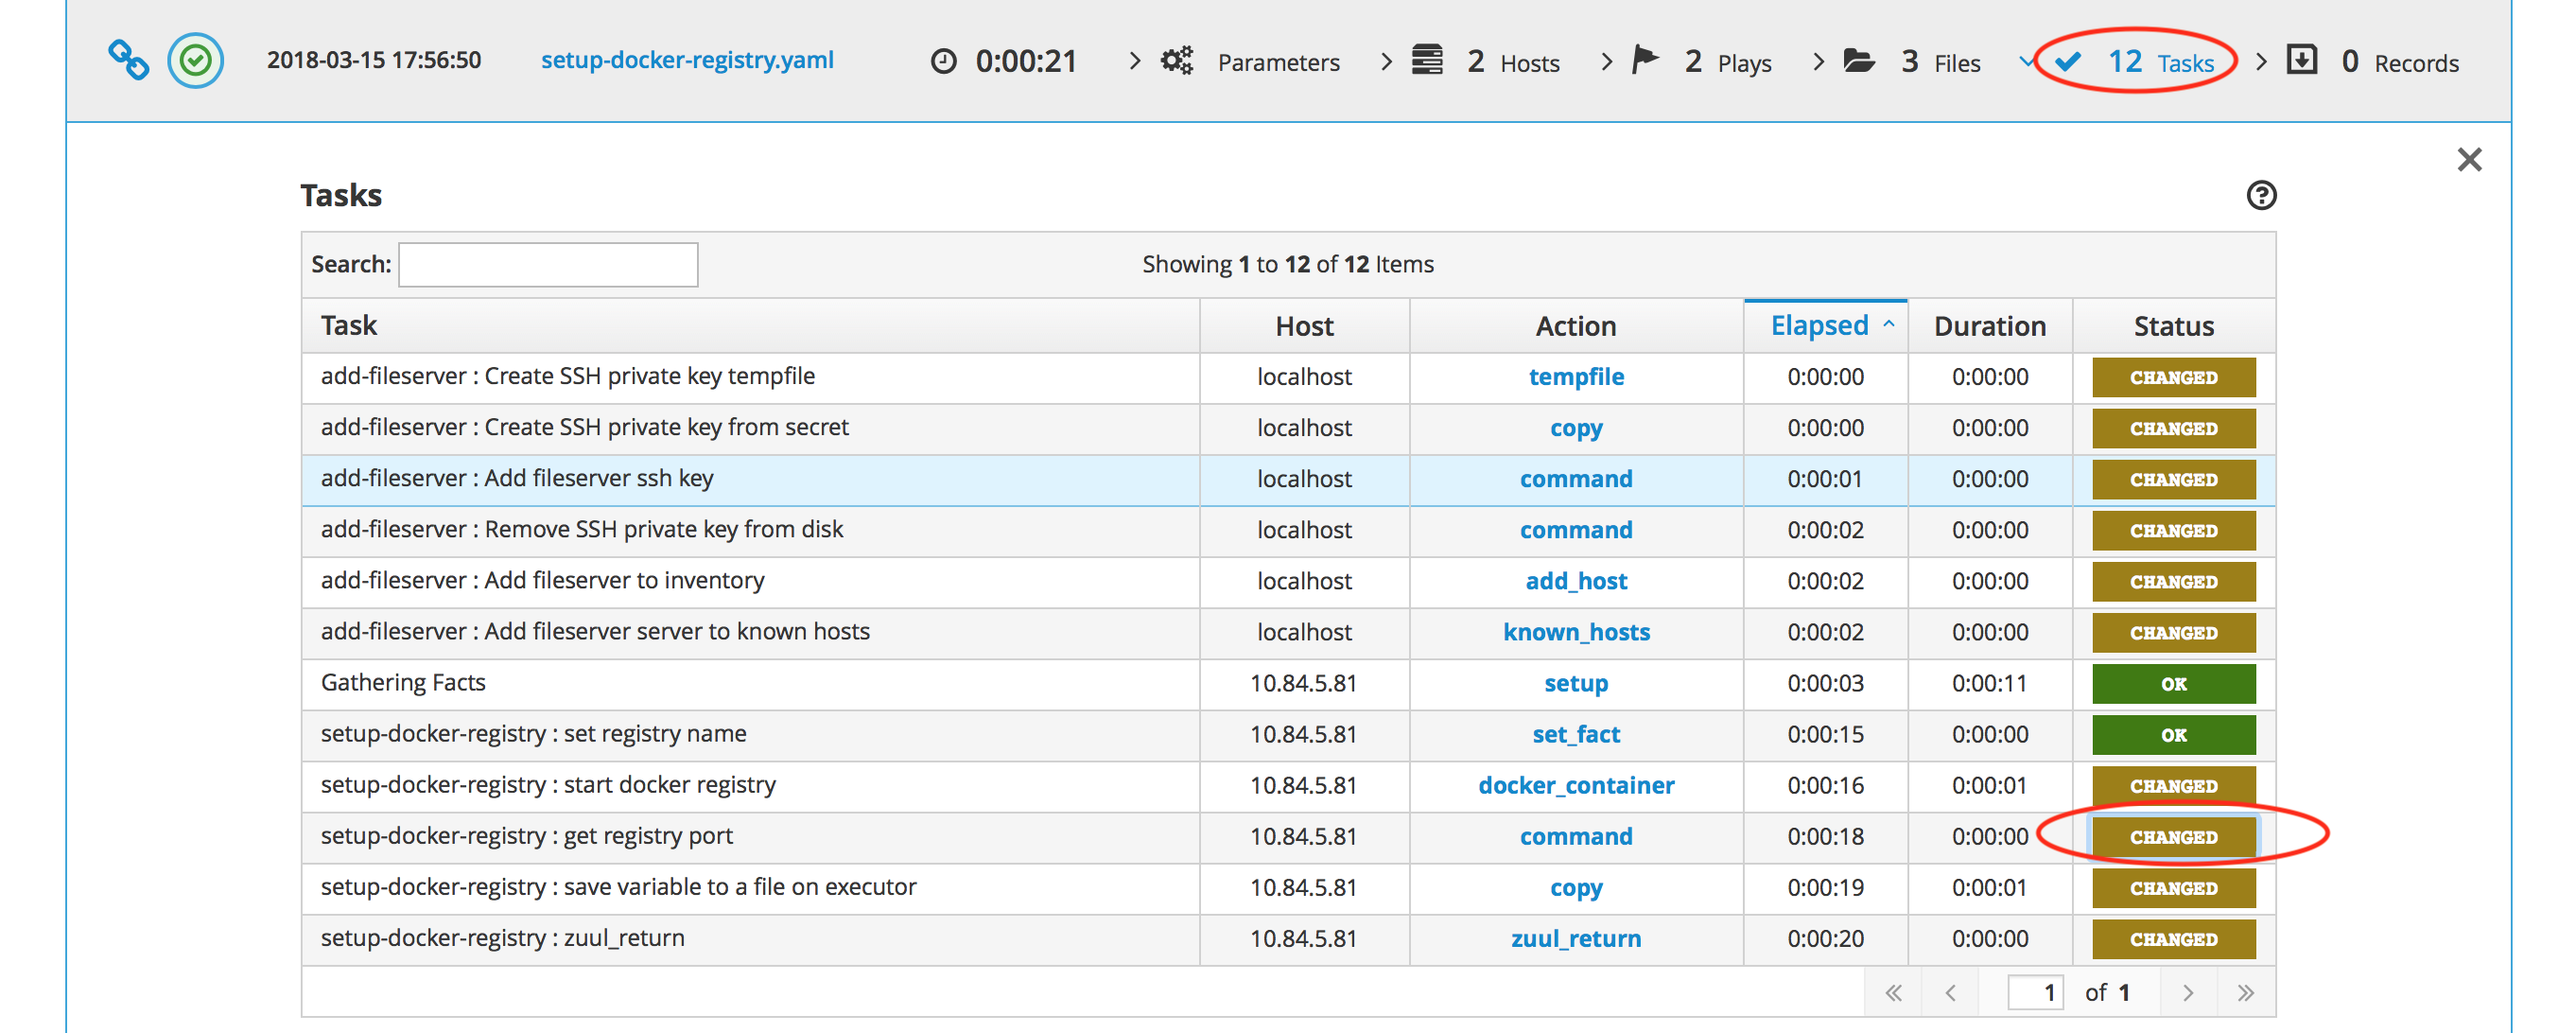 2018-03-15 17:56:50 setup-docker-registry.yaml 0:00:21 Parameters 2 Hosts 2 Plays 3 Files 12 Tasks 0 Records
Tasks
Search: Showing 1 to 12 of 12 Items
Task Host Action Elapsed Duration Status
add-fileserver : Create SSH private key tempfile localhost tempfile 0:00:00 0:00:00 CHANGED
add-fileserver : Create SSH private key from secret localhost copy 0:00:00 0:00:00 CHANGED
add-fileserver : Add fileserver ssh key localhost command 0:00:01 0:00:00 CHANGED
add-fileserver : Remove SSH private key from disk localhost command 0:00:02 0:00:00 CHANGED
add-fileserver : Add fileserver to inventory localhost add_host 0:00:02 0:00:00 CHANGED
add-fileserver : Add fileserver server to known hosts localhost known_hosts 0:00:02 0:00:00 CHANGED
Gathering Facts 10.84.5.81 setup 0:00:03 0:00:11 OK
setup-docker-registry : set registry name 10.84.5.81 set_fact 0:00:15 0:00:00 OK
setup-docker-registry : start docker registry 10.84.5.81 docker_container 0:00:16 0:00:01 CHANGED
setup-docker-registry : get registry port 10.84.5.81 command 0:00:18 0:00:00 CHANGED
setup-docker-registry : save variable to a file on executor 10.84.5.81 copy 0:00:19 0:00:01 CHANGED
setup-docker-registry : zuul_return 10.84.5.81 zuul_return 0:00:20 0:00:00 CHANGED
1 of 1